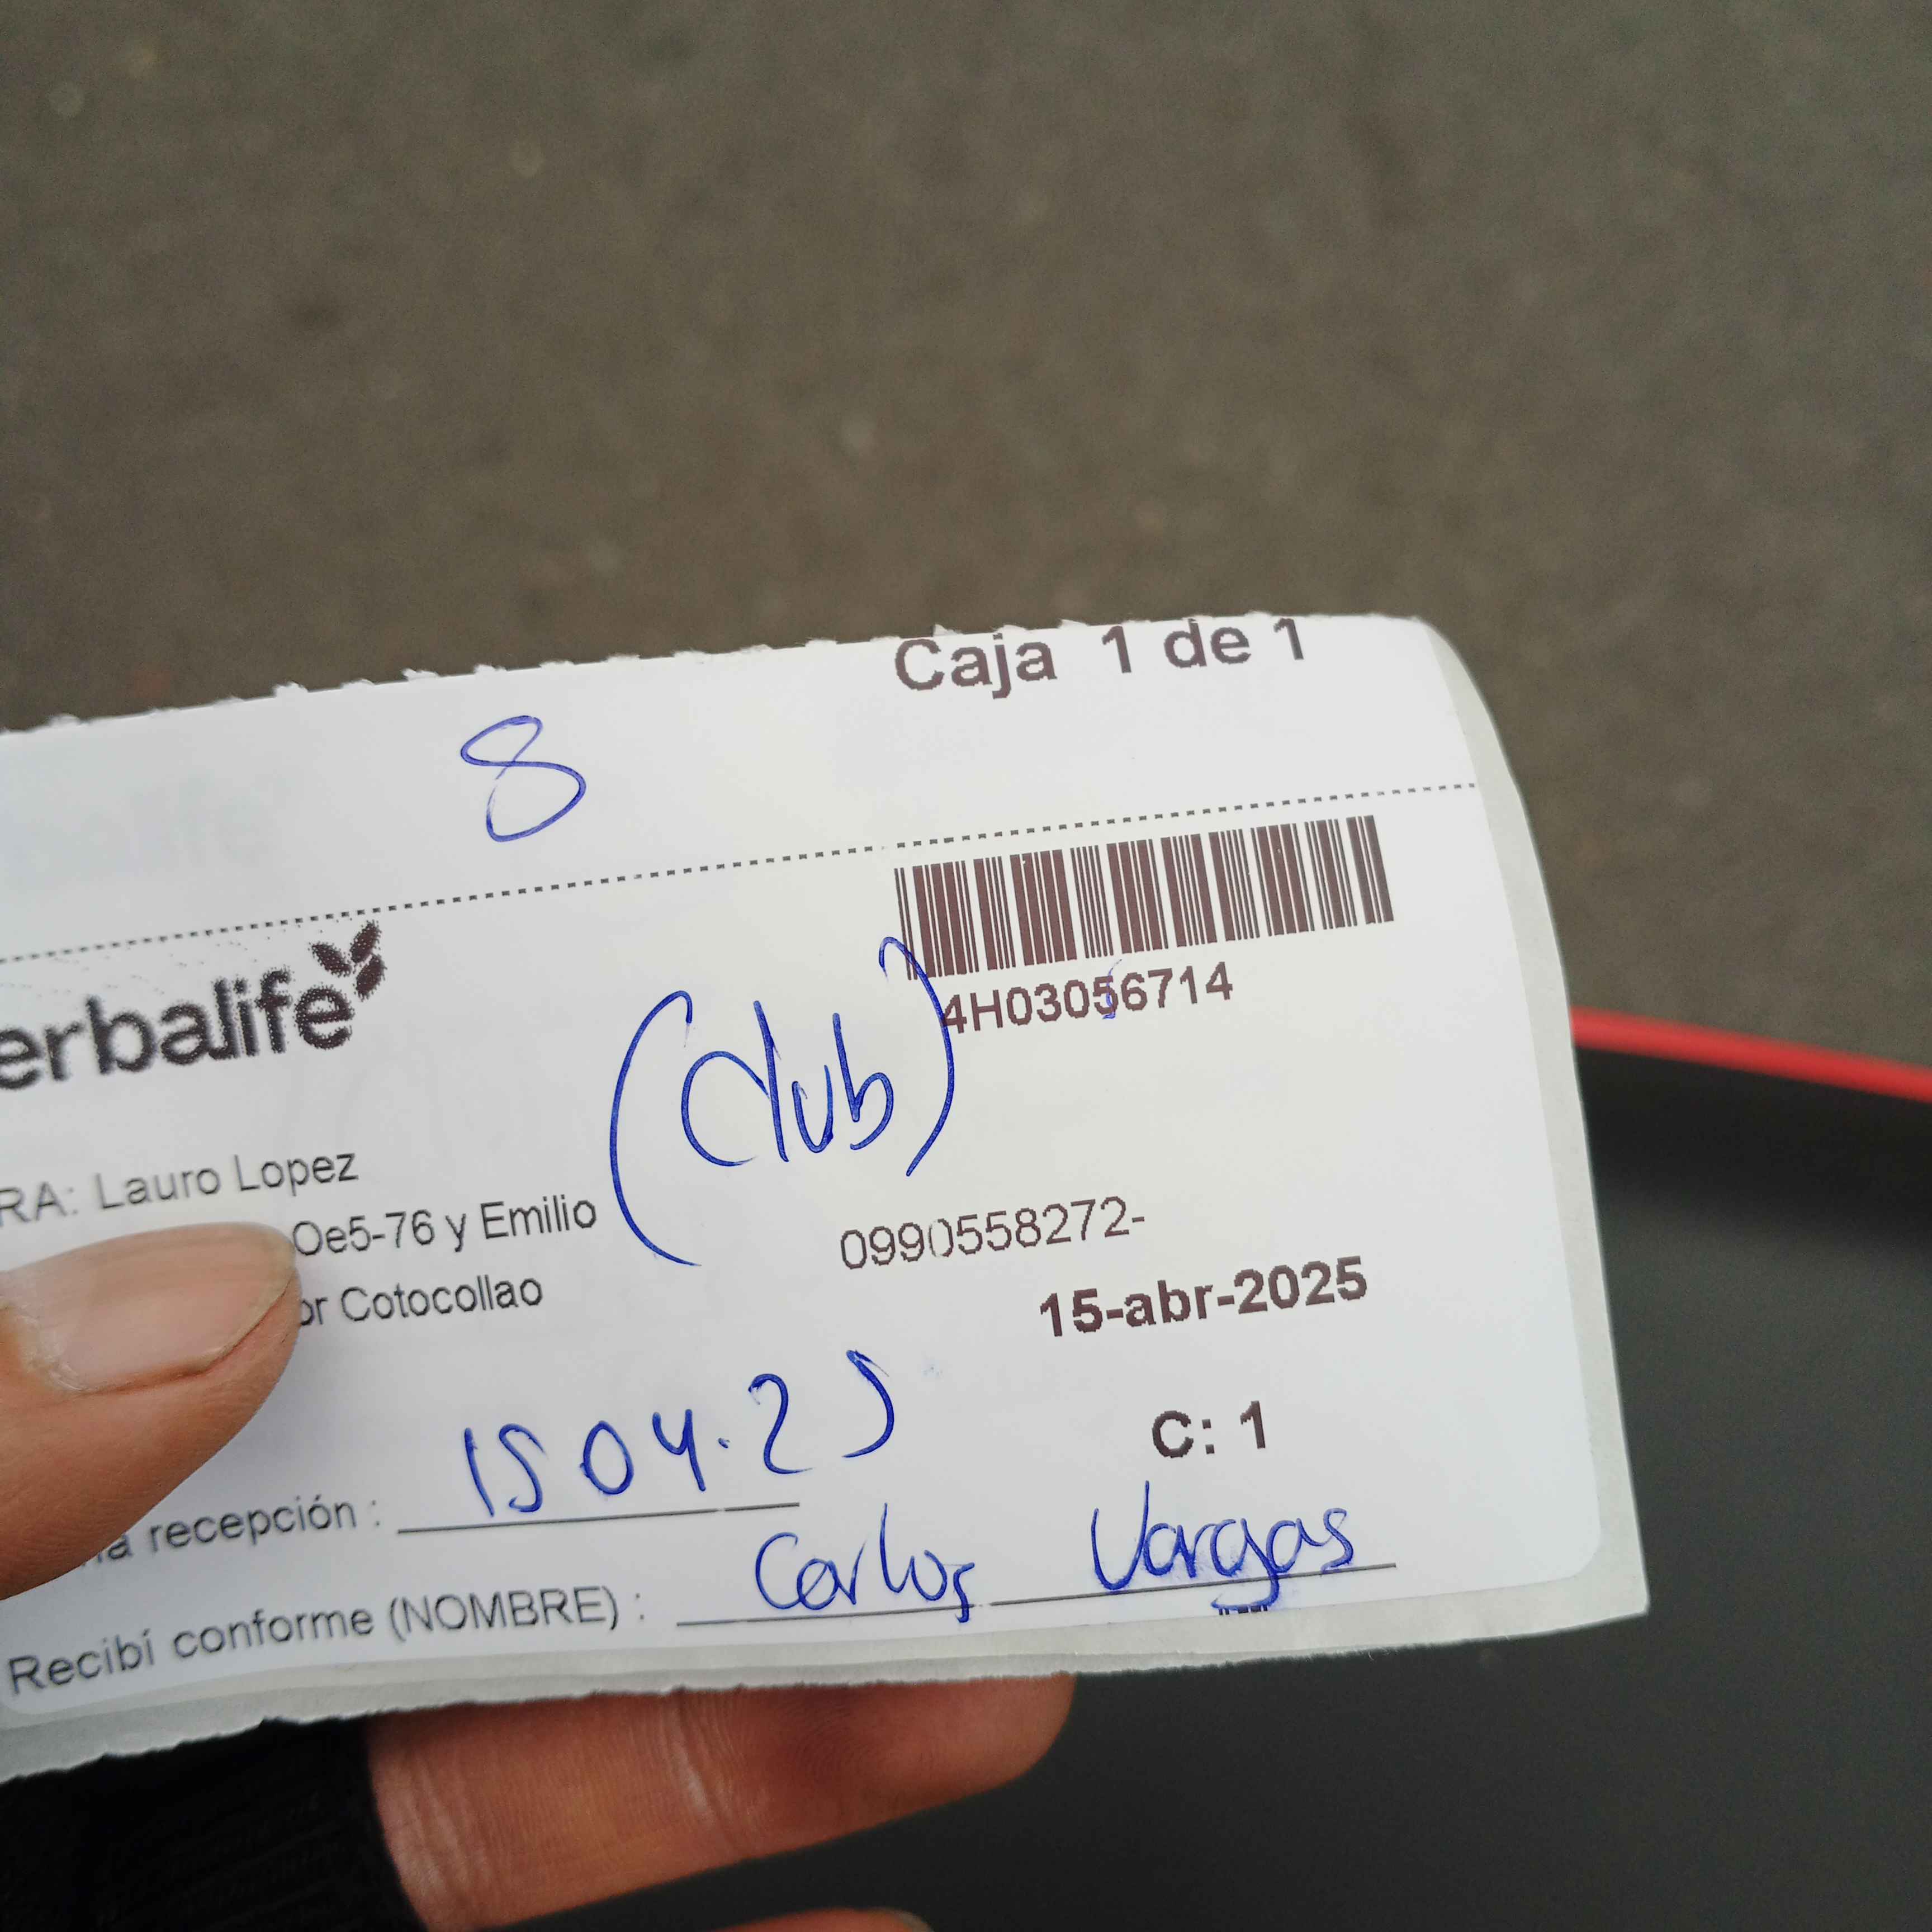 Caja 1 de 1
8
erbalife
4H03056714
(Club)
RA: Lauro Lopez
Oe5-76 y Emilio
0990558272-
or Cotocollao
15-abr-2025
C: 1
recepción : 15 04.25
Recibí conforme (NOMBRE) : Carlos Vargas